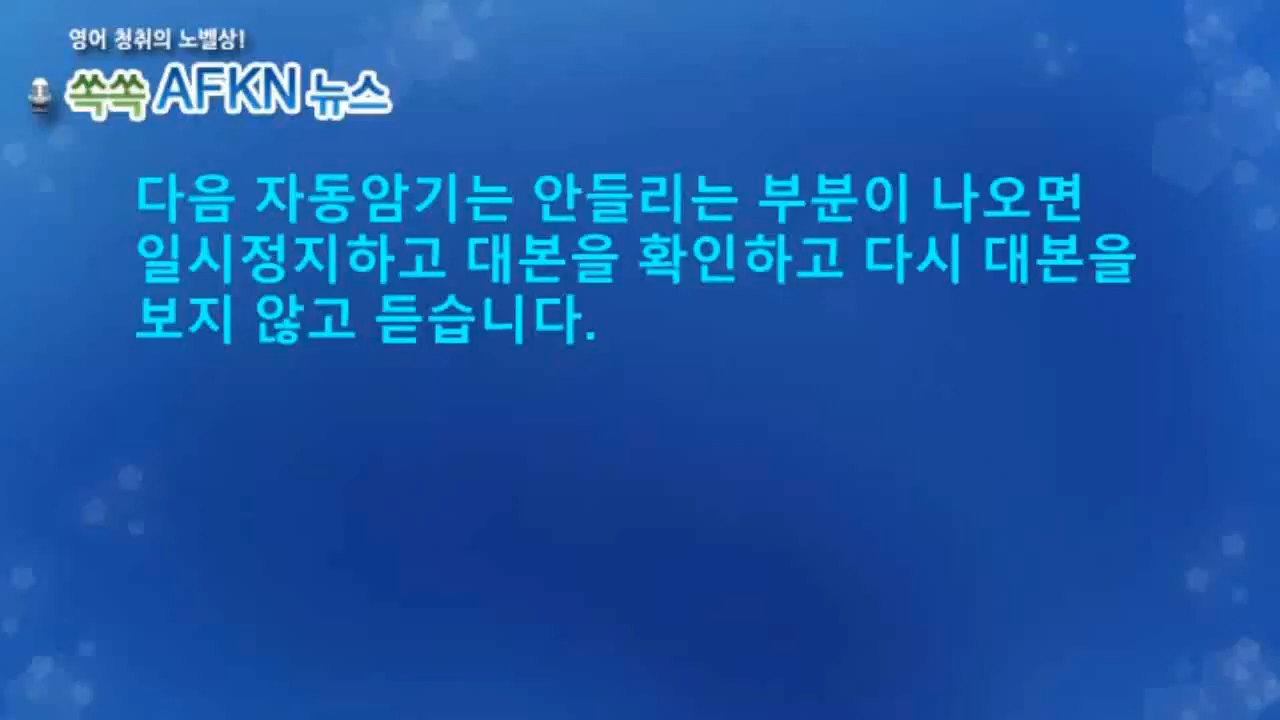 영어 청취의 노벨상!
쏙쏙 AFKN 뉴스
다음 자동암기는 안들리는 부분이 나오면
일시정지하고 대본을 확인하고 다시 대본을
보지 않고 듣습니다.